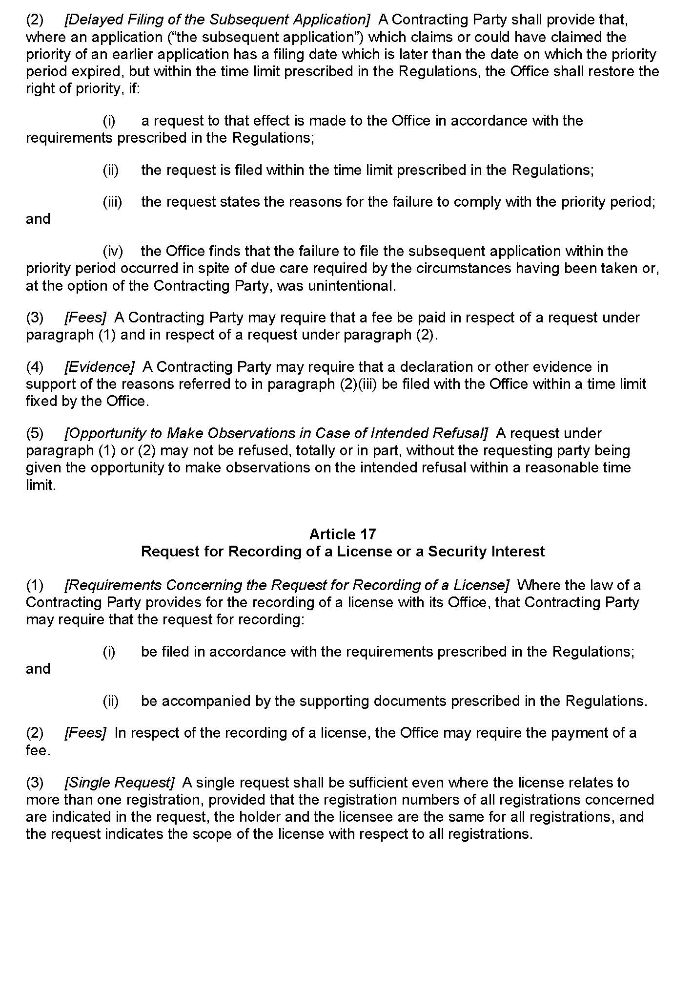 (2) [Delayed Filing of the Subsequent Application] A Contracting Party shall provide that,
where an application (“the subsequent application”) which claims or could have claimed the
priority of an earlier application has a filing date which is later than the date on which the priority
period expired, but within the time limit prescribed in the Regulations, the Office shall restore the
right of priority, if:
(i) a request to that effect is made to the Office in accordance with the
requirements prescribed in the Regulations;
(ii) the request is filed within the time limit prescribed in the Regulations;
(iii) the request states the reasons for the failure to comply with the priority period;
and
(iv) the Office finds that the failure to file the subsequent application within the
priority period occurred in spite of due care required by the circumstances having been taken or,
at the option of the Contracting Party, was unintentional.
(3) [Fees] A Contracting Party may require that a fee be paid in respect of a request under
paragraph (1) and in respect of a request under paragraph (2).
(4) [Evidence] A Contracting Party may require that a declaration or other evidence in
support of the reasons referred to in paragraph (2)(iii) be filed with the Office within a time limit
fixed by the Office.
(5) [Opportunity to Make Observations in Case of Intended Refusal] A request under
paragraph (1) or (2) may not be refused, totally or in part, without the requesting party being
given the opportunity to make observations on the intended refusal within a reasonable time
limit.
Article 17
Request for Recording of a License or a Security Interest
(1) [Requirements Concerning the Request for Recording of a License] Where the law of a
Contracting Party provides for the recording of a license with its Office, that Contracting Party
may require that the request for recording:
(i) be filed in accordance with the requirements prescribed in the Regulations;
and
(ii) be accompanied by the supporting documents prescribed in the Regulations.
(2) [Fees] In respect of the recording of a license, the Office may require the payment of a
fee.
(3) [Single Request] A single request shall be sufficient even where the license relates to
more than one registration, provided that the registration numbers of all registrations concerned
are indicated in the request, the holder and the licensee are the same for all registrations, and
the request indicates the scope of the license with respect to all registrations.